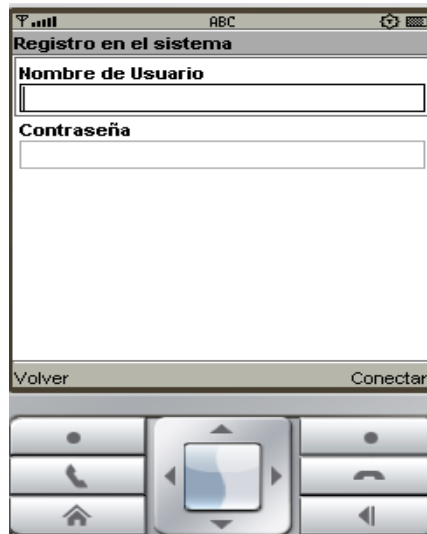 ABC
Registro en el sistema
Nombre de Usuario
Contraseña
Volver Conectar